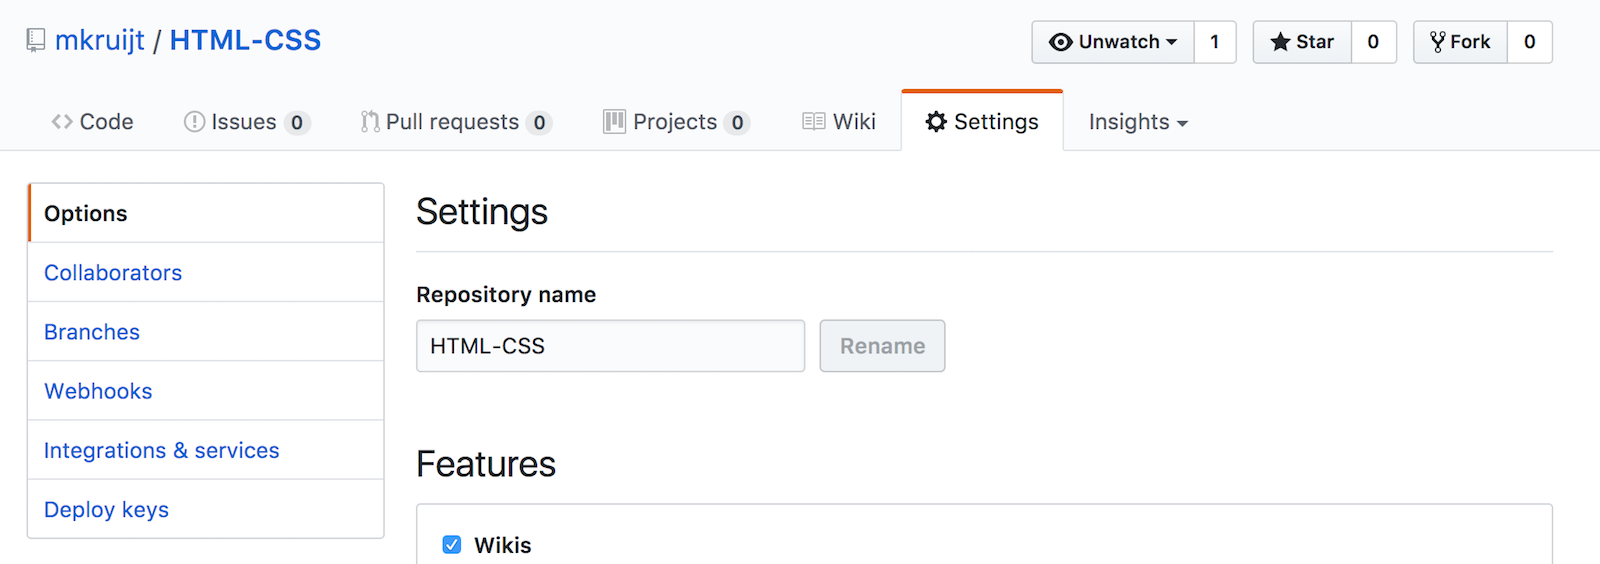 mkruijt / HTML-CSS
Unwatch 1 Star 0 Fork 0
Code Issues 0 Pull requests 0 Projects 0 Wiki Settings Insights
Options
Collaborators
Branches
Webhooks
Integrations & services
Deploy keys
Settings
Repository name
HTML-CSS Rename
Features
Wikis